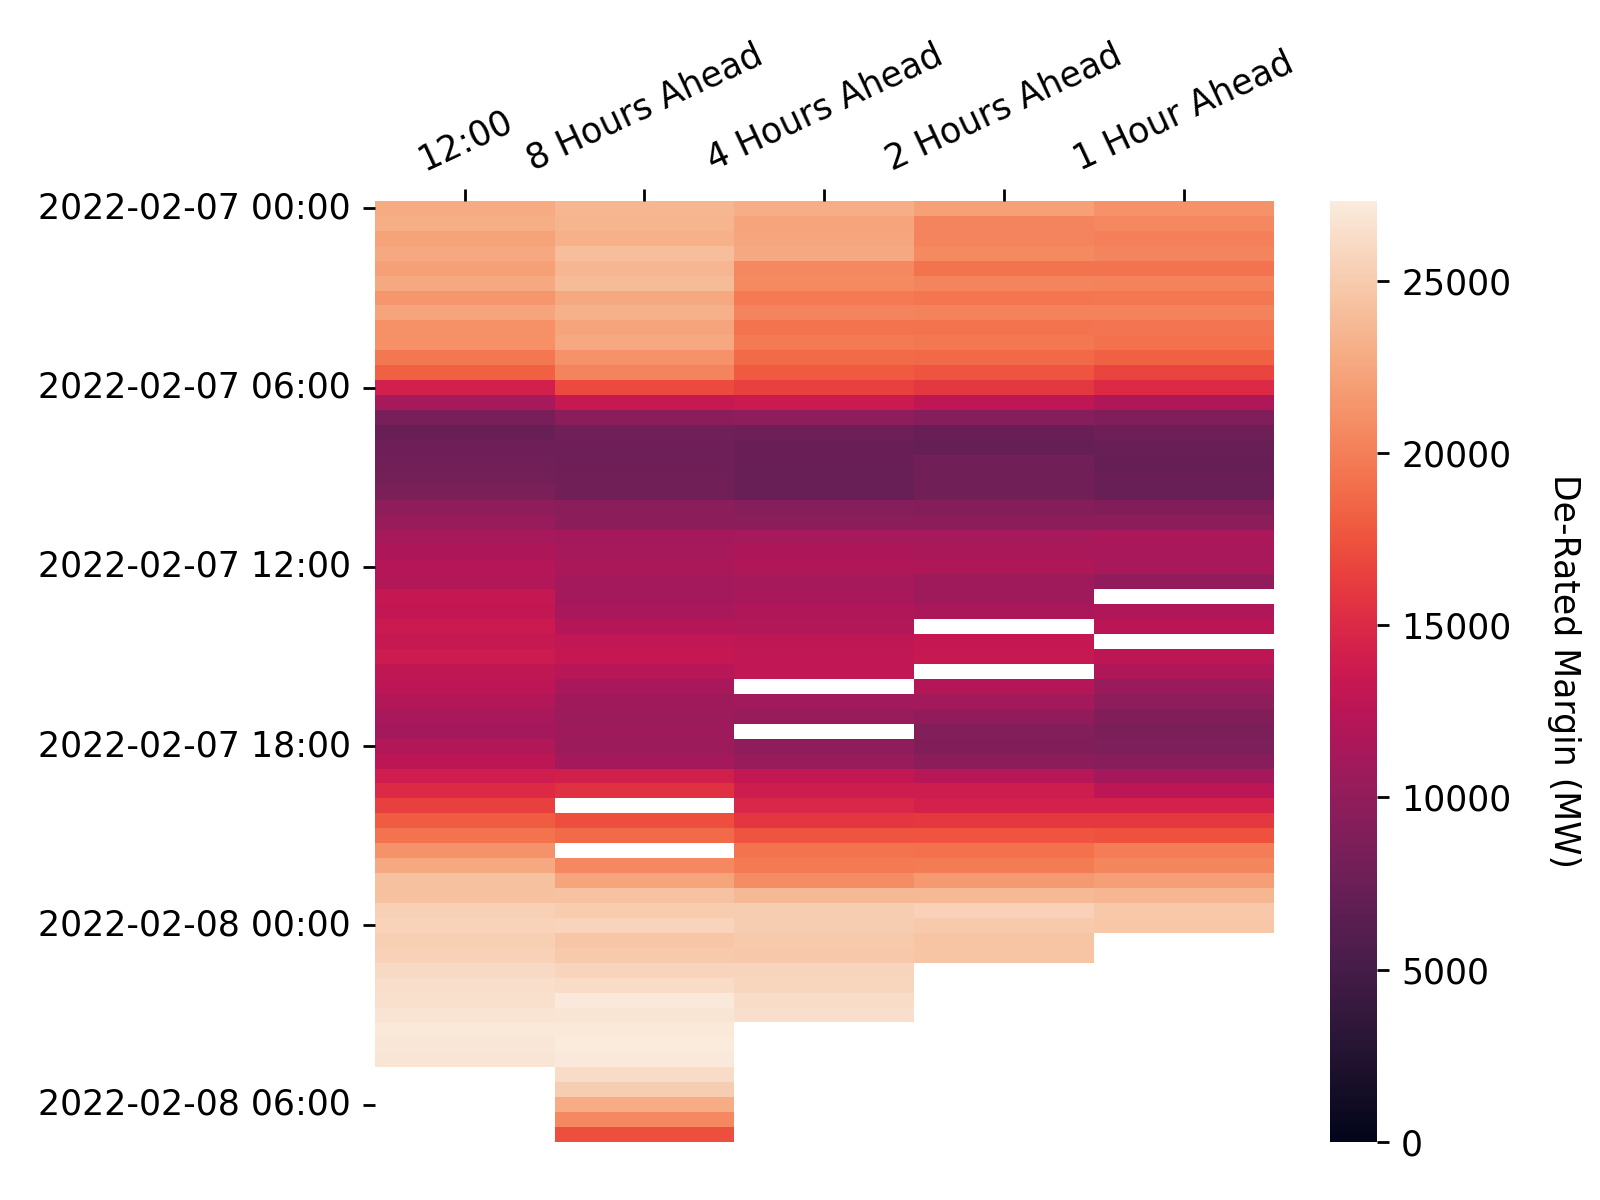 12:00
8 Hours Ahead
4 Hours Ahead
2 Hours Ahead
1 Hour Ahead
2022-02-07 00:00
2022-02-07 06:00
2022-02-07 12:00
2022-02-07 18:00
2022-02-08 00:00
2022-02-08 06:00
25000
20000
15000
10000
5000
0
De-Rated Margin (MW)